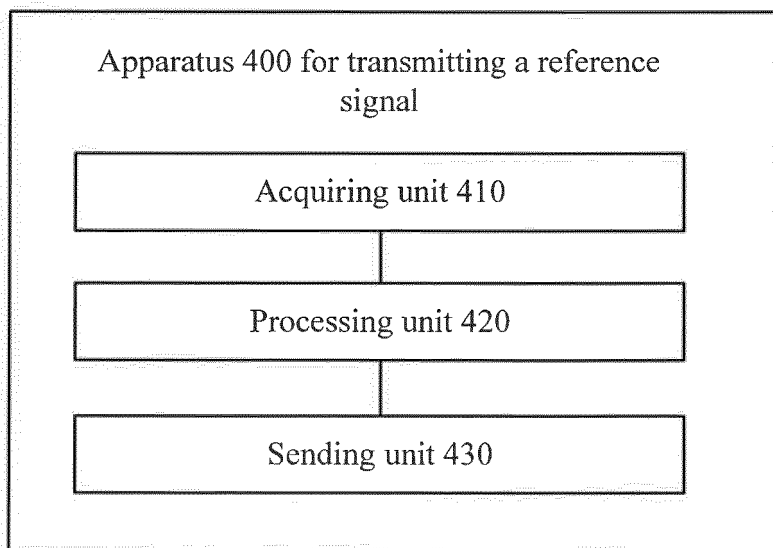 Apparatus 400 for transmitting a reference
signal
Acquiring unit 410
Processing unit 420
Sending unit 430